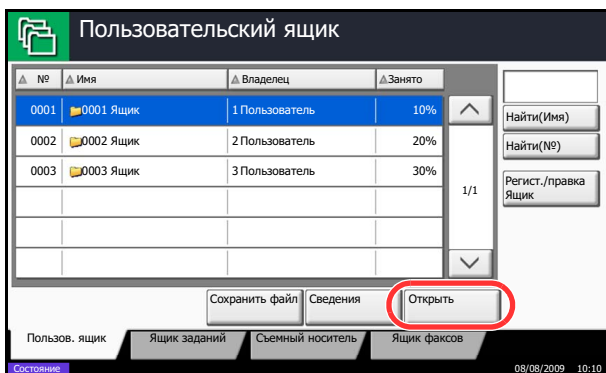 Пользовательский ящик
№ Имя Владелец Занято
0001 0001 Ящик 1 Пользователь 10%
0002 0002 Ящик 2 Пользователь 20%
0003 0003 Ящик 3 Пользователь 30%
1/1
Найти(Имя)
Найти(№)
Регист./правка
Ящик
Сохранить файл Сведения Открыть
Пользов. ящик Ящик заданий Съемный носитель Ящик факсов
Состояние 08/08/2009 10:10